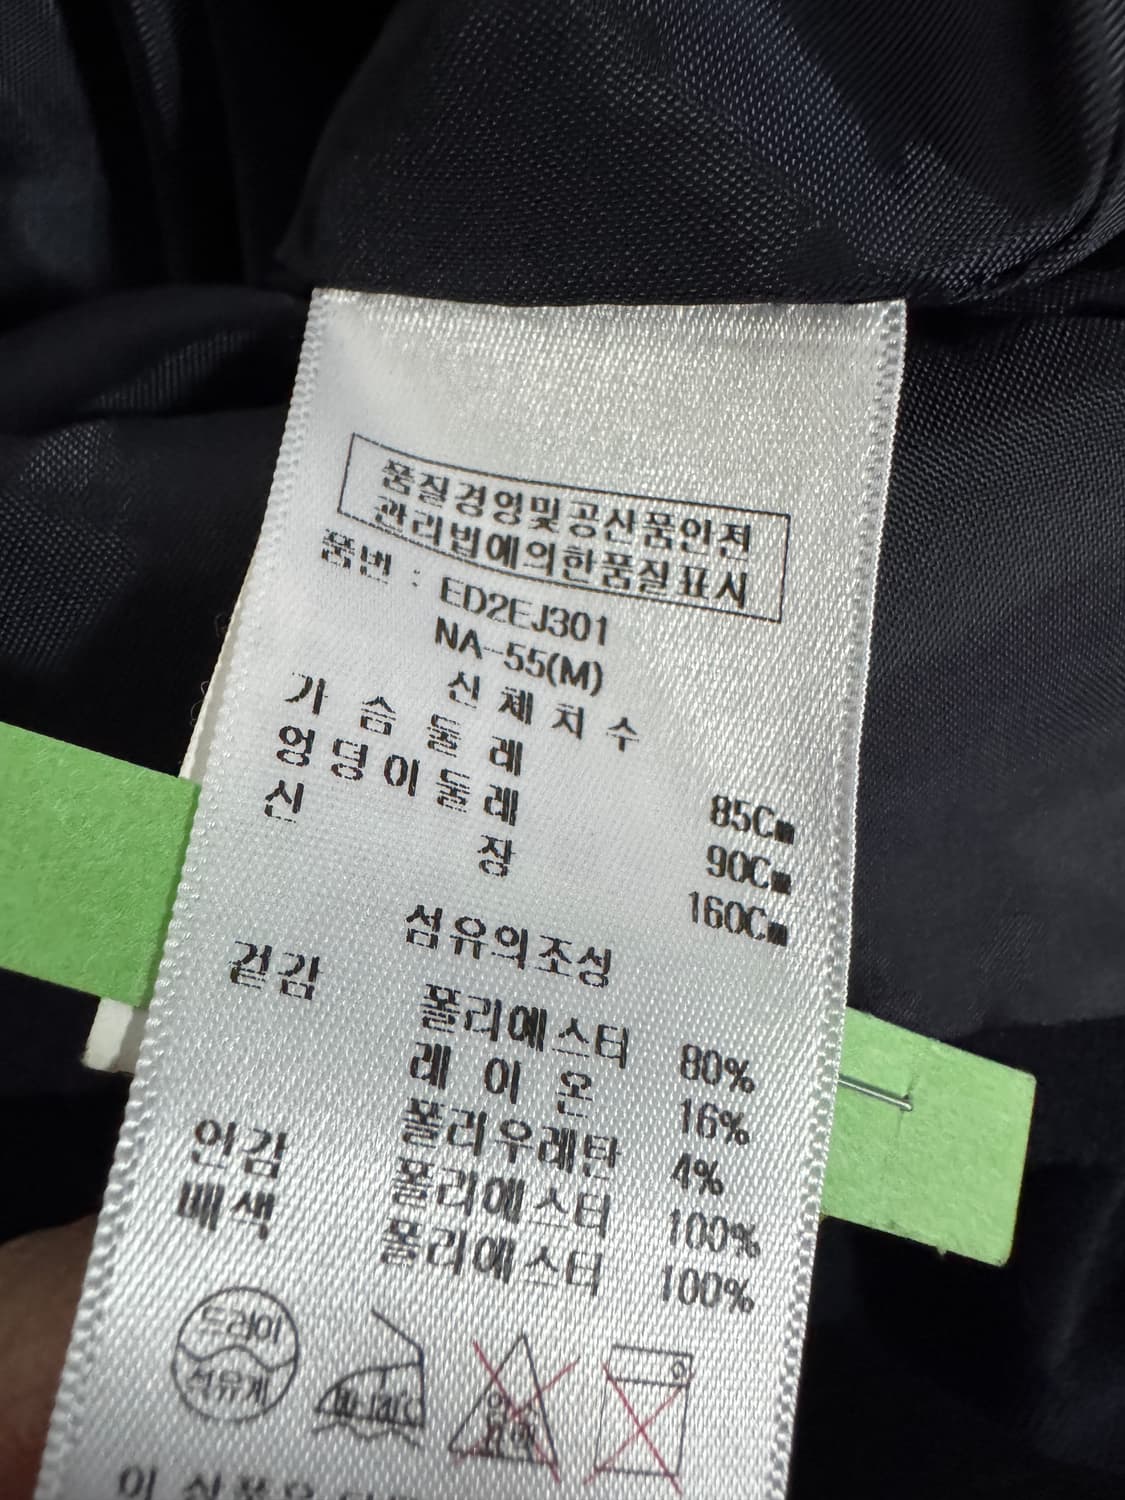 품질경영및공산품안전
관리법에의한품질표시
품번 : ED2EJ301
NA-55(M)
신체치수
가슴둘레 85Cm
엉덩이둘레 90Cm
신장 160Cm
섬유의조성
겉감 폴리에스터 80%
레이온 16%
폴리우레탄 4%
안감 폴리에스터 100%
배색 폴리에스터 100%
드라이
석유계
이